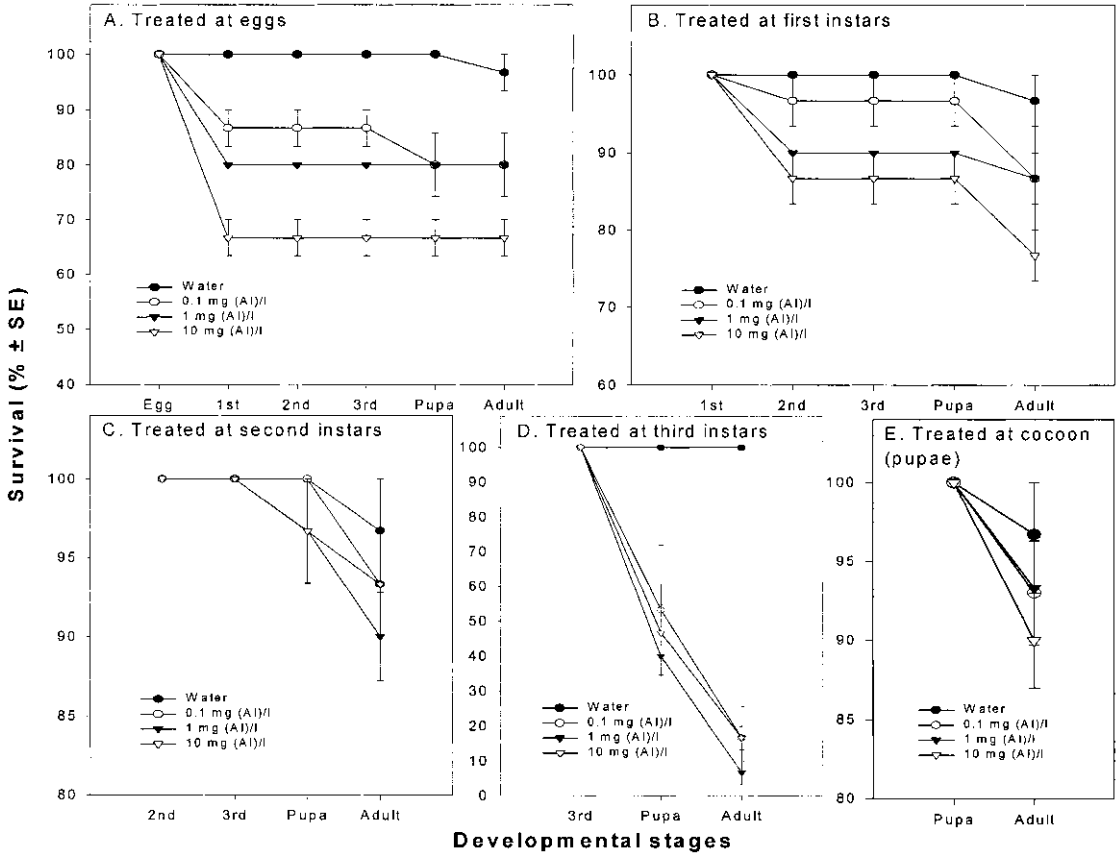 A. Treated at eggs
100
90
80
70
60
50
40
Water
0.1 mg (AI)/l
1 mg (AI)/l
10 mg (AI)/l
Egg 1st 2nd 3rd Pupa Adult
B. Treated at first instars
100
90
80
70
60
Water
0.1 mg (AI)/l
1 mg (AI)/l
10 mg (AI)/l
1st 2nd 3rd Pupa Adult
Survival (% ± SE)
C. Treated at second instars
100
95
90
85
80
Water
0.1 mg (AI)/l
1 mg (AI)/l
10 mg (AI)/l
2nd 3rd Pupa Adult
D. Treated at third instars
100
90
80
70
60
50
40
30
20
10
0
Water
0.1 mg (AI)/l
1 mg (AI)/l
10 mg (AI)/l
3rd Pupa Adult
E. Treated at cocoon
(pupae)
100
95
90
85
80
Water
0.1 mg (AI)/l
1 mg (AI)/l
10 mg (AI)/l
Pupa Adult
Developmental stages